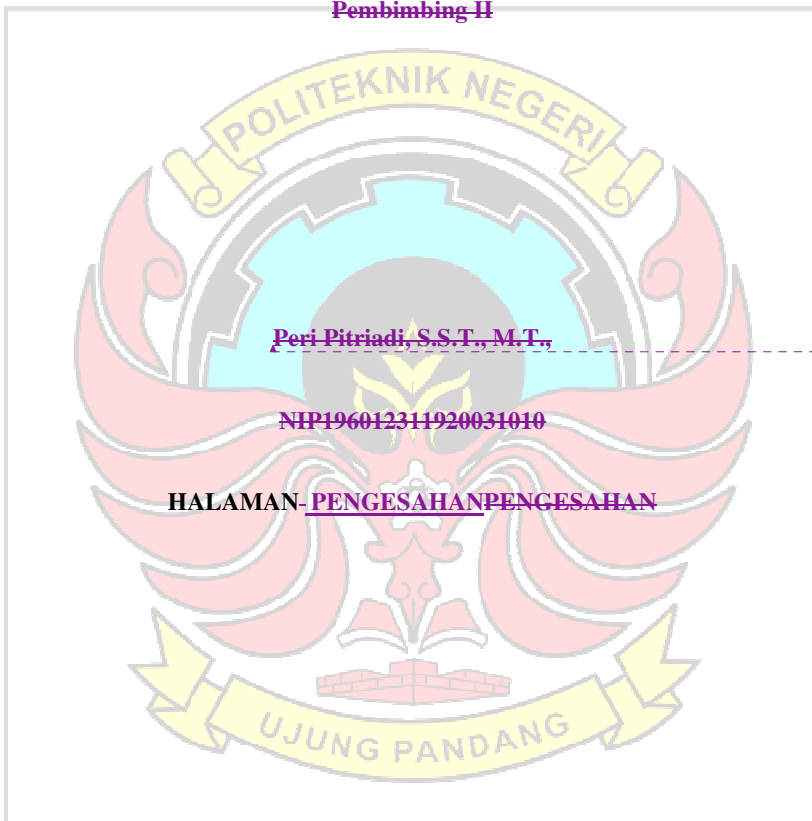 Pembimbing II
POLITEKNIK NEGERI
Peri Pitriadi, S.S.T., M.T.,
NIP196012311920031010
HALAMAN- PENGESAHANPENGESAHAN
UJUNG PANDANG